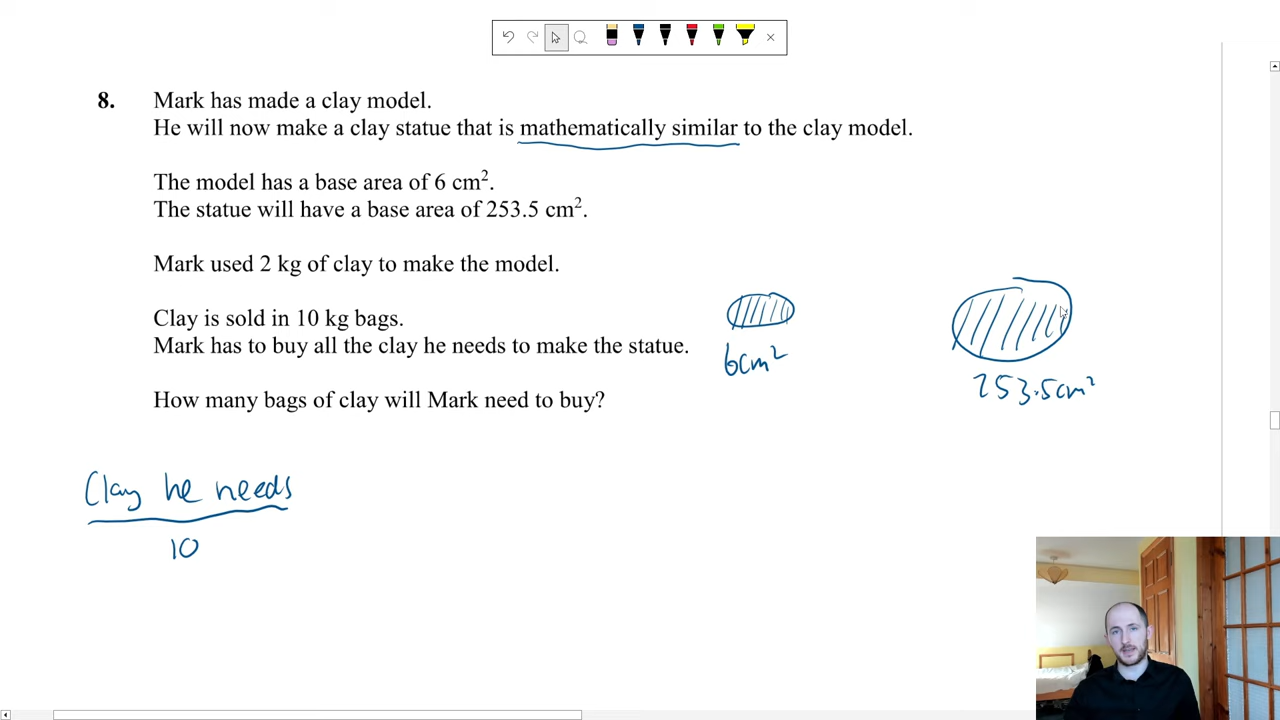 8. Mark has made a clay model.
He will now make a clay statue that is mathematically similar to the clay model.
The model has a base area of 6 cm².
The statue will have a base area of 253.5 cm².
Mark used 2 kg of clay to make the model.
Clay is sold in 10 kg bags.
Mark has to buy all the clay he needs to make the statue.
6cm²
253.5cm²
How many bags of clay will Mark need to buy?
Clay he needs
10